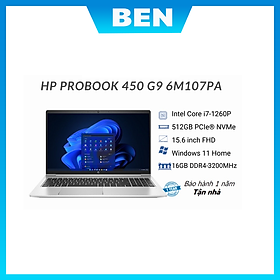 BEN
HP PROBOOK 450 G9 6M107PA
Intel Core i7-1260P
512GB PCIe® NVMe
15.6 inch FHD
Windows 11 Home
16GB DDR4-3200MHz
Bảo hành 1 năm
Tận nhà